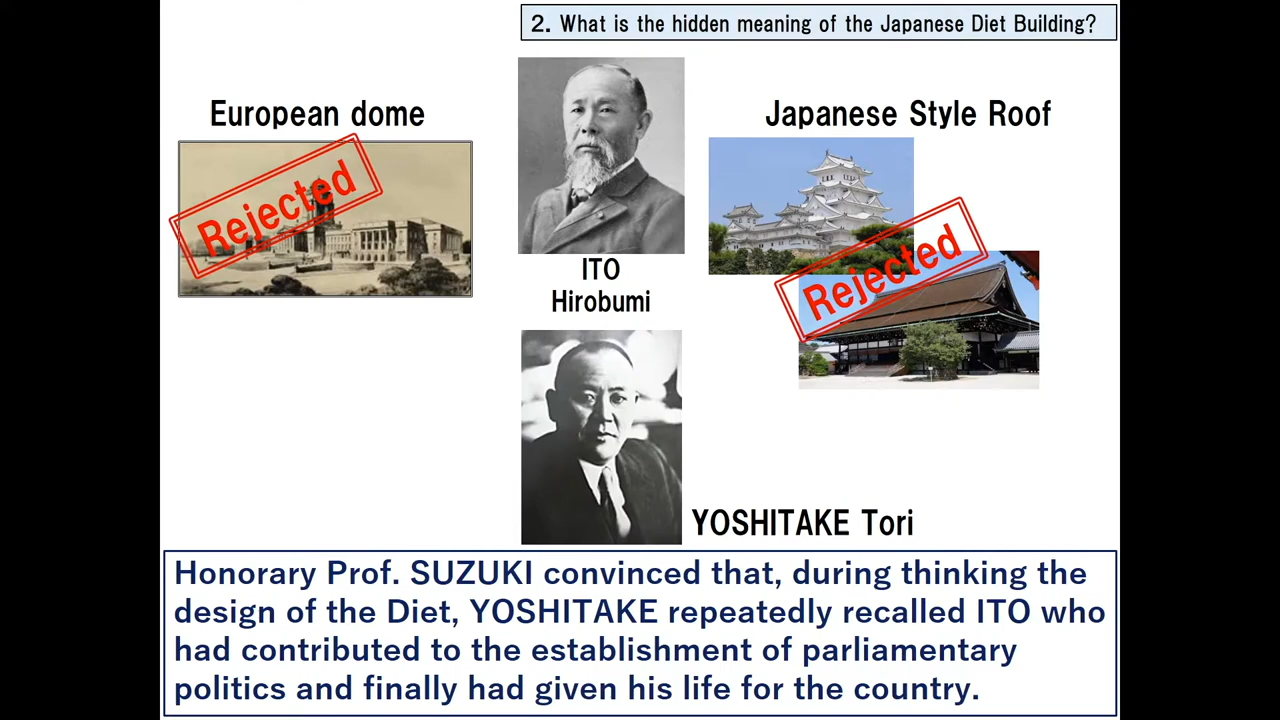 2. What is the hidden meaning of the Japanese Diet Building?
European dome
Rejected
ITO
Hirobumi
Japanese Style Roof
Rejected
YOSHITAKE Tori
Honorary Prof. SUZUKI convinced that, during thinking the
design of the Diet, YOSHITAKE repeatedly recalled ITO who
had contributed to the establishment of parliamentary
politics and finally had given his life for the country.